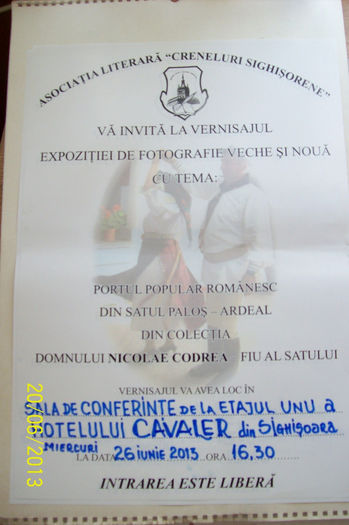 ASOCIAȚIA LITERARĂ "CRENELURI SIGHIȘORENE"
VĂ INVITĂ LA VERNISAJUL
EXPOZIȚIEI DE FOTOGRAFIE VECHE ȘI NOUĂ
CU TEMA:
PORTUL POPULAR ROMÂNESC
DIN SATUL PALOȘ – ARDEAL
DIN COLECȚIA
DOMNULUI NICOLAE CODREA – FIU AL SATULUI
VERNISAJUL VA AVEA LOC ÎN
SALA DE CONFERINTE de la ETAJUL UNU a
HOTELULUI CAVALER din SIGHIȘOARA
MIERCURI
LA DATA 26 iunie 2013 ORA 16,30
INTRAREA ESTE LIBERĂ
20/06/2013